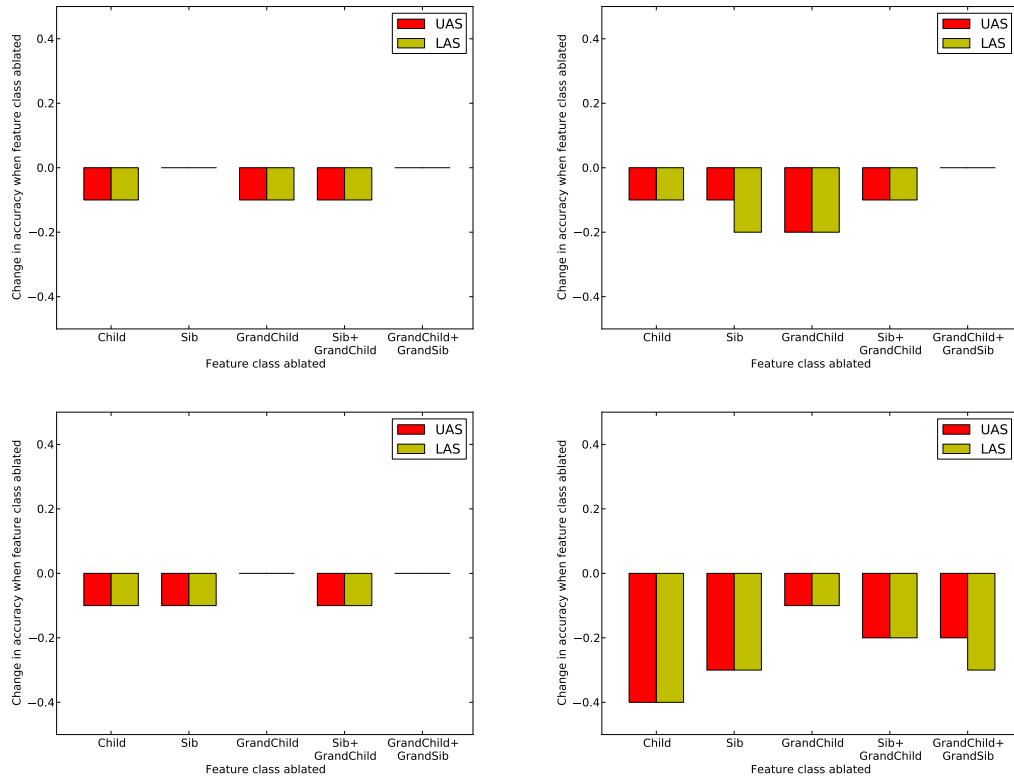 Change in accuracy when feature class ablated
0.4
0.2
0.0
−0.2
−0.4
UAS
LAS
Child
Sib
GrandChild
Sib+
GrandChild
GrandChild+
GrandSib
Feature class ablated
Change in accuracy when feature class ablated
0.4
0.2
0.0
−0.2
−0.4
UAS
LAS
Child
Sib
GrandChild
Sib+
GrandChild
GrandChild+
GrandSib
Feature class ablated
Change in accuracy when feature class ablated
0.4
0.2
0.0
−0.2
−0.4
UAS
LAS
Child
Sib
GrandChild
Sib+
GrandChild
GrandChild+
GrandSib
Feature class ablated
Change in accuracy when feature class ablated
0.4
0.2
0.0
−0.2
−0.4
UAS
LAS
Child
Sib
GrandChild
Sib+
GrandChild
GrandChild+
GrandSib
Feature class ablated